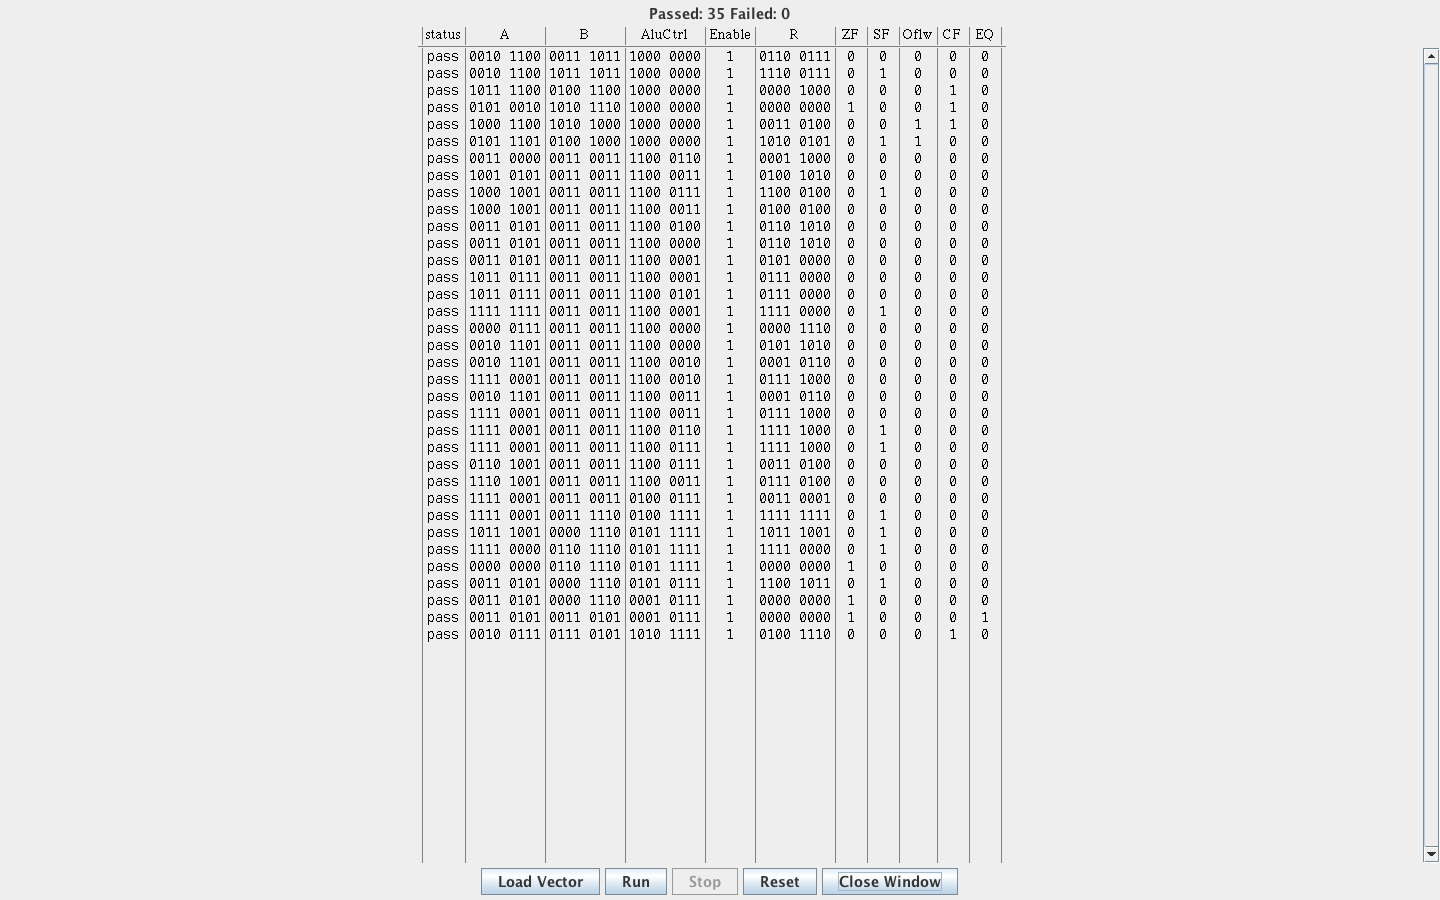 Passed: 35 Failed: 0
status A B AluCtrl Enable R ZF SF Oflw CF EQ
pass 0010 1100 0011 1011 1000 0000 1 0110 0111 0 0 0 0 0
pass 0010 1100 1011 1011 1000 0000 1 1110 0111 0 1 0 0 0
pass 1011 1100 0100 1100 1000 0000 1 0000 1000 0 0 0 1 0
pass 0101 0010 1010 1110 1000 0000 1 0000 0000 1 0 0 1 0
pass 1000 1100 1010 1000 1000 0000 1 0011 0100 0 0 1 1 0
pass 0101 1101 0100 1000 1000 0000 1 1010 0101 0 1 1 0 0
pass 0011 0000 0011 0011 1100 0110 1 0001 1000 0 0 0 0 0
pass 1001 0101 0011 0011 1100 0011 1 0100 1010 0 0 0 0 0
pass 1000 1001 0011 0011 1100 0111 1 1100 0100 0 1 0 0 0
pass 1000 1001 0011 0011 1100 0011 1 0100 0100 0 0 0 0 0
pass 0011 0101 0011 0011 1100 0100 1 0110 1010 0 0 0 0 0
pass 0011 0101 0011 0011 1100 0000 1 0110 1010 0 0 0 0 0
pass 0011 0101 0011 0011 1100 0001 1 0101 0000 0 0 0 0 0
pass 1011 0111 0011 0011 1100 0001 1 0111 0000 0 0 0 0 0
pass 1011 0111 0011 0011 1100 0101 1 0111 0000 0 0 0 0 0
pass 1111 1111 0011 0011 1100 0001 1 1111 0000 0 1 0 0 0
pass 0000 0111 0011 0011 1100 0000 1 0000 1110 0 0 0 0 0
pass 0010 1101 0011 0011 1100 0000 1 0101 1010 0 0 0 0 0
pass 0010 1101 0011 0011 1100 0010 1 0001 0110 0 0 0 0 0
pass 1111 0001 0011 0011 1100 0010 1 0111 1000 0 0 0 0 0
pass 0010 1101 0011 0011 1100 0011 1 0001 0110 0 0 0 0 0
pass 1111 0001 0011 0011 1100 0011 1 0111 1000 0 0 0 0 0
pass 1111 0001 0011 0011 1100 0110 1 1111 1000 0 1 0 0 0
pass 1111 0001 0011 0011 1100 0111 1 1111 1000 0 1 0 0 0
pass 0110 1001 0011 0011 1100 0111 1 0011 0100 0 0 0 0 0
pass 1110 1001 0011 0011 1100 0011 1 0111 0100 0 0 0 0 0
pass 1111 0001 0011 0011 0100 0111 1 0011 0001 0 0 0 0 0
pass 1111 0001 0011 1110 0100 1111 1 1111 1111 0 1 0 0 0
pass 1011 1001 0000 1110 0101 1111 1 1011 1001 0 1 0 0 0
pass 1111 0000 0110 1110 0101 1111 1 1111 0000 0 1 0 0 0
pass 0000 0000 0110 1110 0101 1111 1 0000 0000 1 0 0 0 0
pass 0011 0101 0000 1110 0101 0111 1 1100 1011 0 1 0 0 0
pass 0011 0101 0000 1110 0001 0111 1 0000 0000 1 0 0 0 0
pass 0011 0101 0011 0101 0001 0111 1 0000 0000 1 0 0 0 1
pass 0010 0111 0111 0101 1010 1111 1 0100 1110 0 0 0 1 0
Load Vector Run Stop Reset Close Window